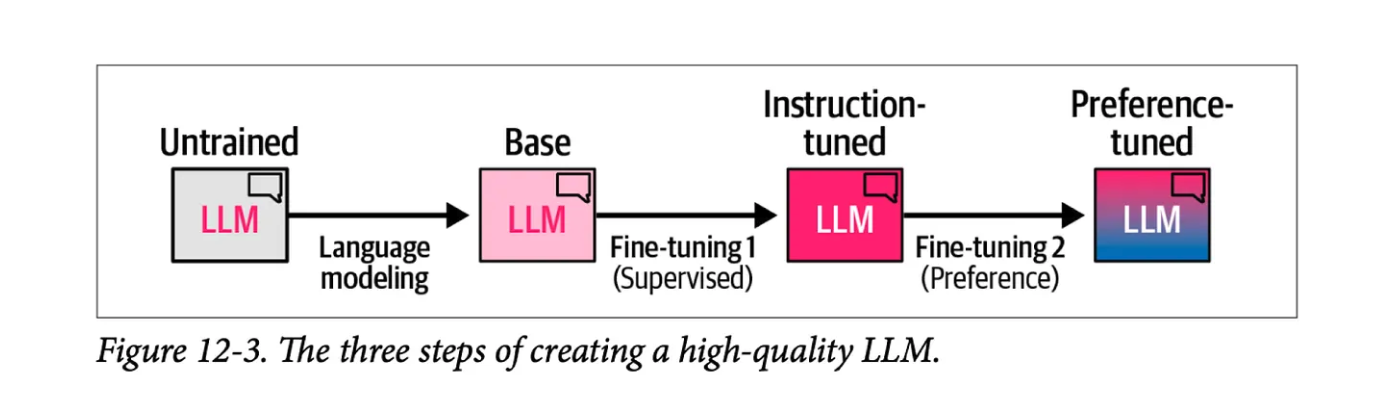 Untrained
Base
Instruction-
tuned
Preference-
tuned
LLM
LLM
LLM
LLM
Language
modeling
Fine-tuning 1
(Supervised)
Fine-tuning 2
(Preference)
Figure 12-3. The three steps of creating a high-quality LLM.